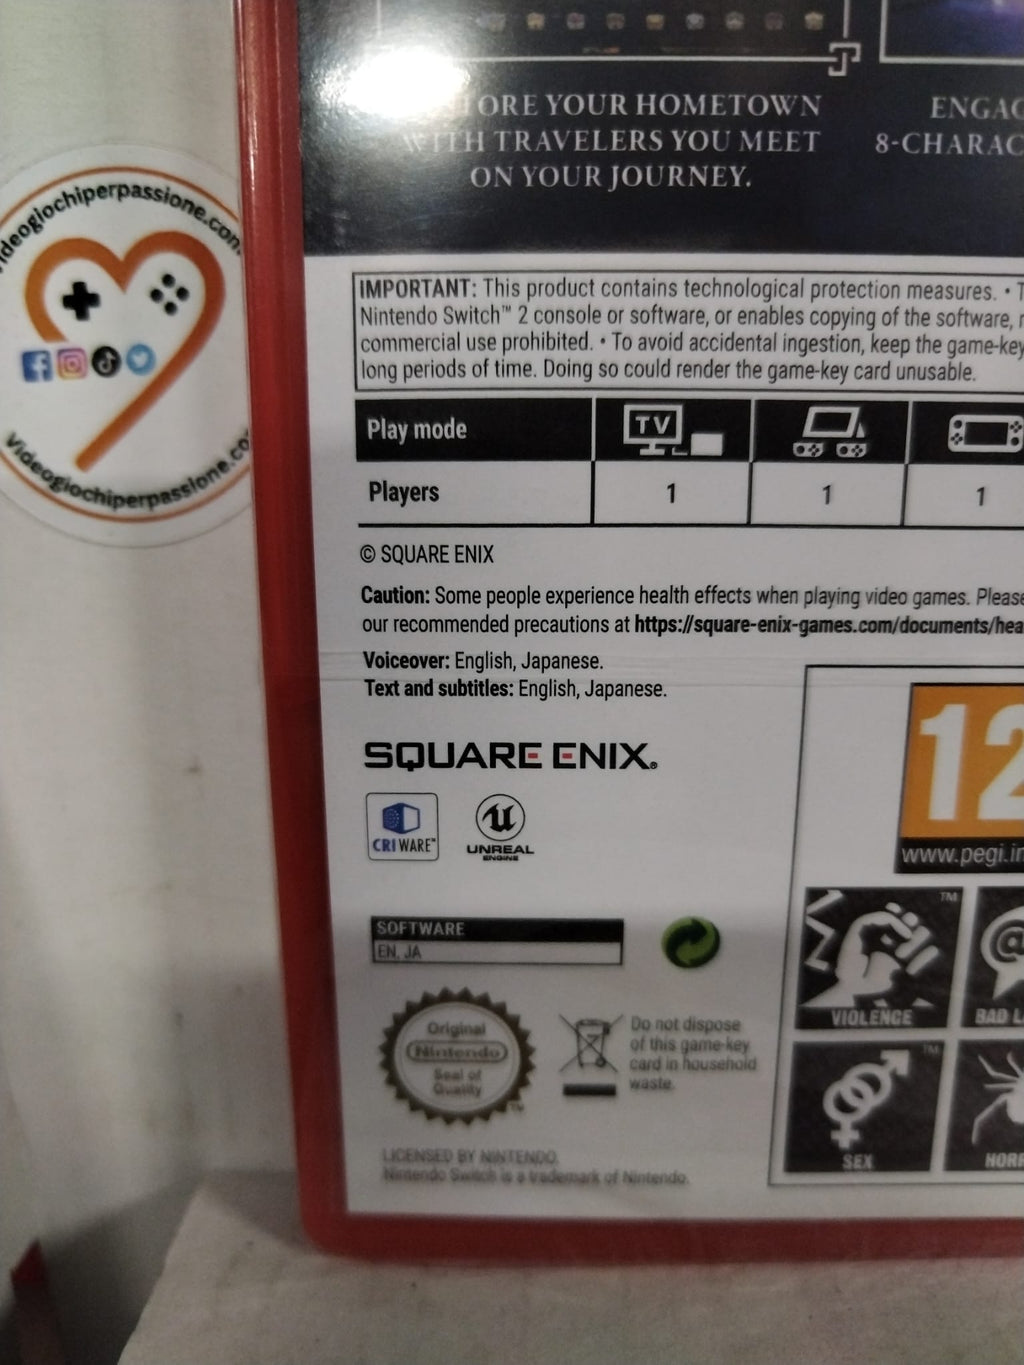 videogiochiperpassione.com
Videogiochiperpassione.co
ORE YOUR HOMETOWN
WITH TRAVELERS YOU MEET
ON YOUR JOURNEY.
ENGAG
8-CHARAC
IMPORTANT: This product contains technological protection measures. • T
Nintendo Switch™ 2 console or software, or enables copying of the software, r
commercial use prohibited. • To avoid accidental ingestion, keep the game-key
long periods of time. Doing so could render the game-key card unusable.
Play mode TV
Players 1 1 1
© SQUARE ENIX
Caution: Some people experience health effects when playing video games. Please
our recommended precautions at https://square-enix-games.com/documents/hea
Voiceover: English, Japanese.
Text and subtitles: English, Japanese.
SQUARE ENIX®
CRIWARE™
UNREAL
ENGINE
SOFTWARE
EN, JA
Original
Nintendo
Seal of
Quality
TM
Do not dispose
of this game-key
card in household
waste.
LICENSED BY NINTENDO.
Nintendo Switch is a trademark of Nintendo.
12
www.pegi.in
TM
VIOLENCE
BAD L
TM
SEX
HORR